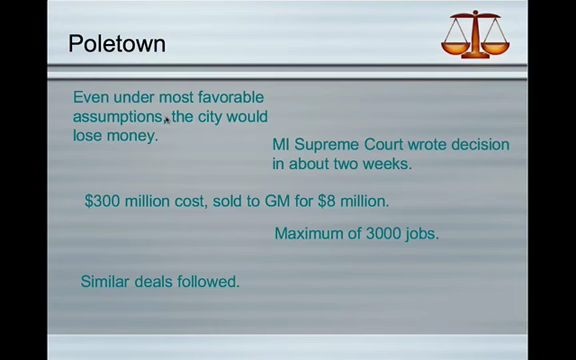 Poletown
Even under most favorable
assumptions, the city would
lose money.
MI Supreme Court wrote decision
in about two weeks.
$300 million cost, sold to GM for $8 million.
Maximum of 3000 jobs.
Similar deals followed.